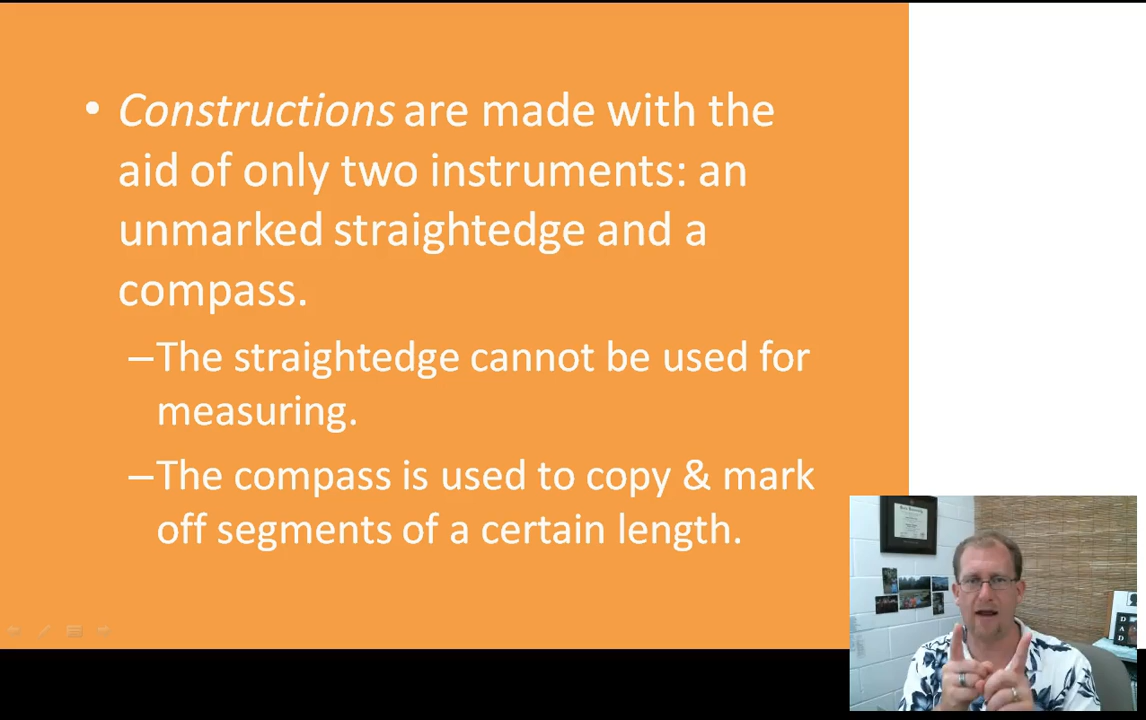 • Constructions are made with the
aid of only two instruments: an
unmarked straightedge and a
compass.
–The straightedge cannot be used for
measuring.
–The compass is used to copy & mark
off segments of a certain length.
DAD